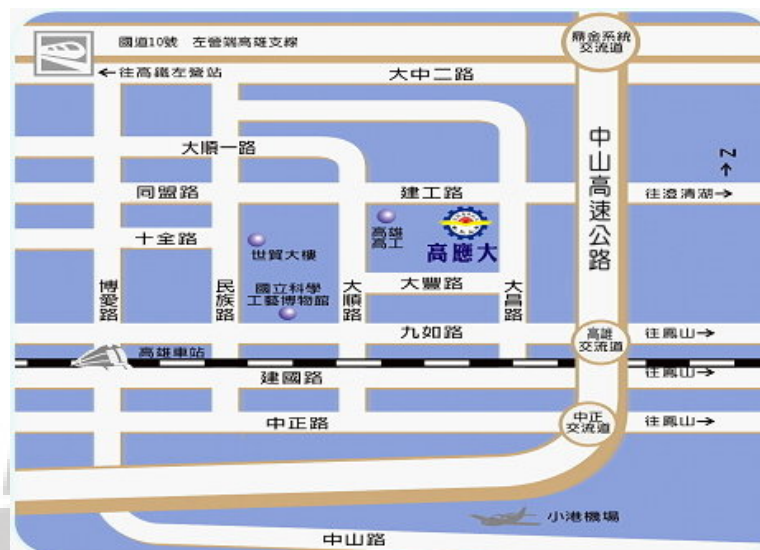 國道10號 左營端高雄支線
鼎金系統
交流道
←往高鐵左營站
大中二路
大順一路
中山高速公路
N
同盟路
建工路
往澄清湖→
十全路
世貿大樓
高雄
高工
高應大
博愛路
民族路
國立科學
工藝博物館
大順路
大豐路
大昌路
九如路
高雄
交流道
往鳳山→
高雄車站
建國路
往鳳山→
中正路
中正
交流道
往鳳山→
小港機場
中山路